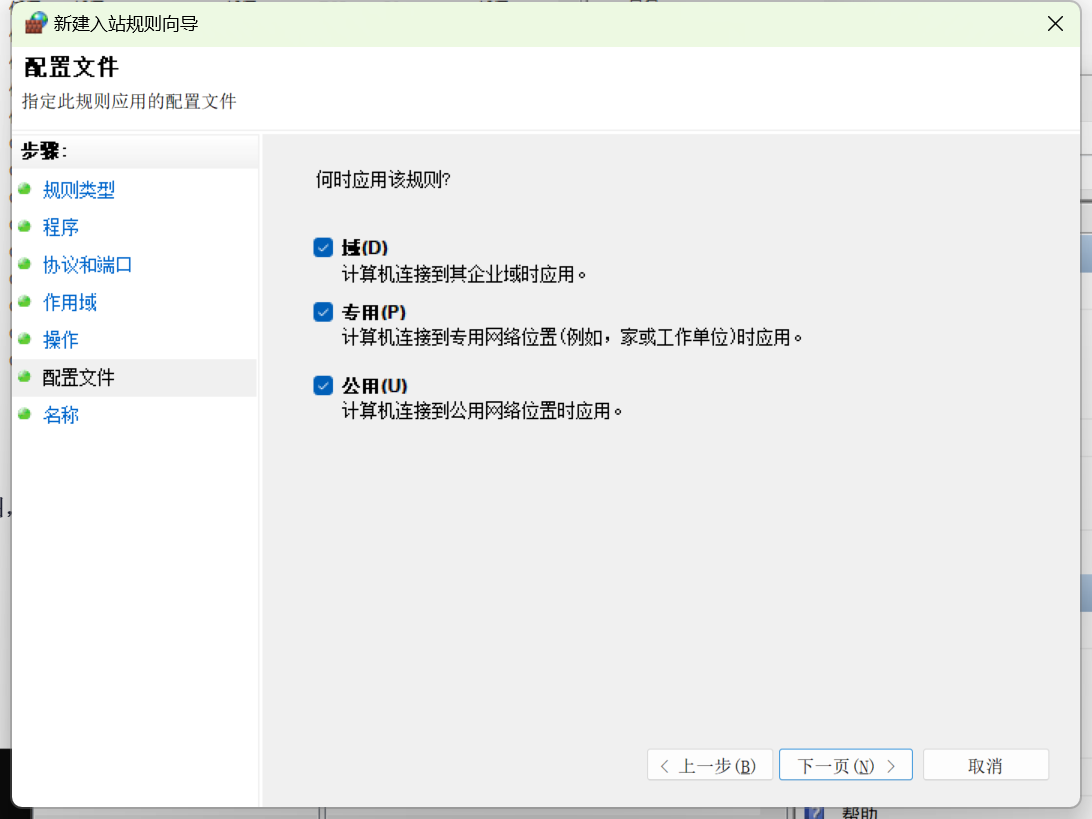 新建入站规则向导
配置文件
指定此规则应用的配置文件
步骤:
规则类型
程序
协议和端口
作用域
操作
配置文件
名称
何时应用该规则?
域(D)
计算机连接到其企业域时应用。
专用(P)
计算机连接到专用网络位置(例如，家或工作单位)时应用。
公用(U)
计算机连接到公用网络位置时应用。
< 上一步(B)
下一页(N) >
取消
帮助